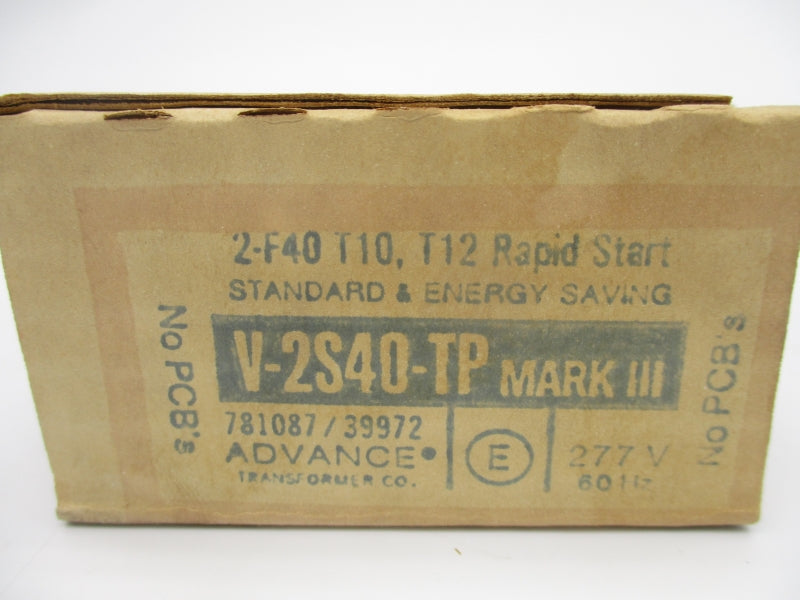 2-F40 T10, T12 Rapid Start
STANDARD & ENERGY SAVING
No PCB's
V-2S40-TP MARK III
No PCB's
781087/39972
ADVANCE
TRANSFORMER CO.
E
277 V
60Hz